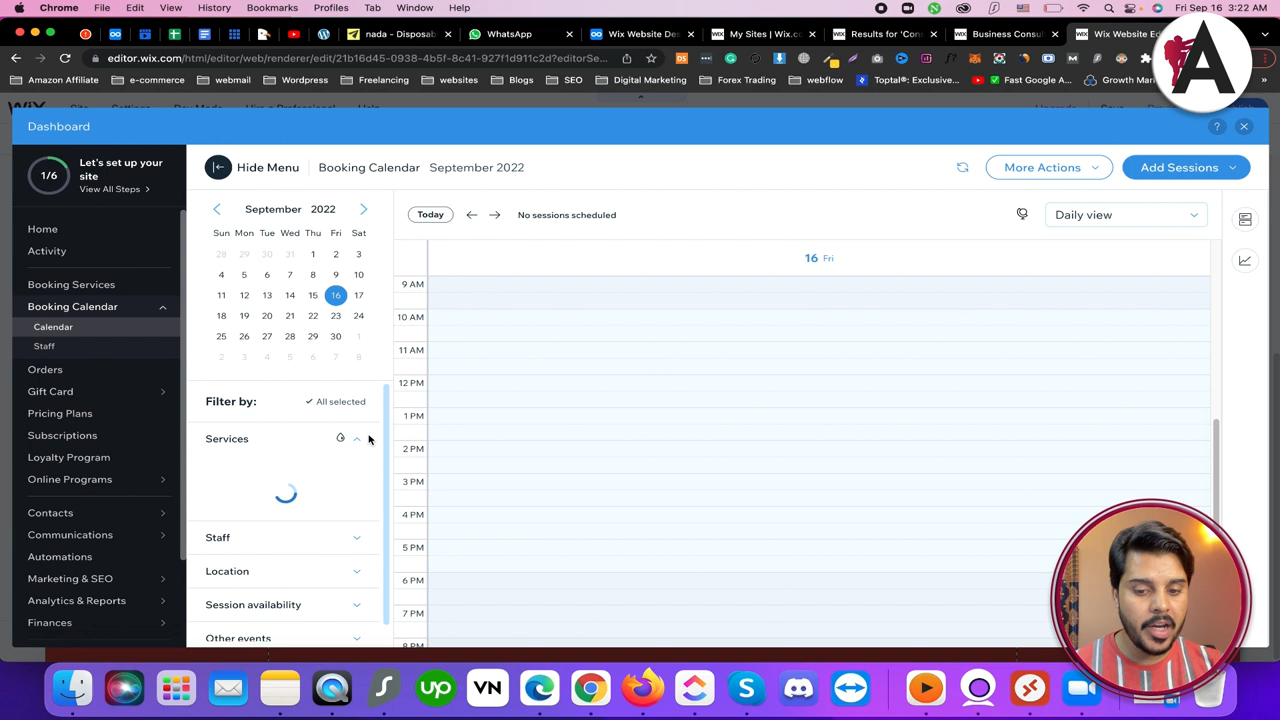 Chrome File Edit View History Bookmarks Profiles Tab Window Help Fri Sep 16 3:22 AM
nada - Disposab WhatsApp Wix Website Des My Sites | Wix.co Results for 'Cons Business Consul Wix Website Ed
editor.wix.com/html/editor/web/renderer/edit/21b16d45-0938-4b5f-8c41-927f1d911c2d?editorSe...
Amazon Affiliate e-commerce webmail Wordpress Freelancing websites Blogs SEO Digital Marketing Forex Trading webflow Toptal®: Exclusive... Fast Google A... Growth Mar
A
Dashboard
?
1/6
Let's set up your site
View All Steps
Hide Menu Booking Calendar September 2022 More Actions Add Sessions
Home
Activity
Booking Services
Booking Calendar
Calendar
Staff
Orders
Gift Card
Pricing Plans
Subscriptions
Loyalty Program
Online Programs
Contacts
Communications
Automations
Marketing & SEO
Analytics & Reports
Finances
September 2022
Sun Mon Tue Wed Thu Fri Sat
28 29 30 31 1 2 3
4 5 6 7 8 9 10
11 12 13 14 15 16 17
18 19 20 21 22 23 24
25 26 27 28 29 30 1
2 3 4 5 6 7 8
Filter by: All selected
Services
Staff
Location
Session availability
Other events
Today No sessions scheduled Daily view
16 Fri
9 AM
10 AM
11 AM
12 PM
1 PM
2 PM
3 PM
4 PM
5 PM
6 PM
7 PM
8 PM
up VN